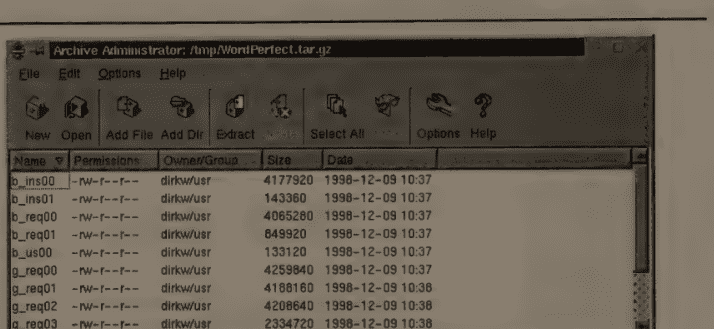 Archive Administrator: /tmp/WordPerfect.tar.gz
File Edit Options Help
New Open Add File Add Dir Extract Select All Options Help
Name Permissions Owner/Group Size Date
b_ins00 -rw-r--r-- dirkw/usr 4177920 1998-12-09 10:37
b_ins01 -rw-r--r-- dirkw/usr 143360 1998-12-09 10:37
b_req00 -rw-r--r-- dirkw/usr 4065280 1998-12-09 10:37
b_req01 -rw-r--r-- dirkw/usr 849920 1998-12-09 10:37
b_us00 -rw-r--r-- dirkw/usr 133120 1998-12-09 10:37
g_req00 -rw-r--r-- dirkw/usr 4259840 1998-12-09 10:37
g_req01 -rw-r--r-- dirkw/usr 4188160 1998-12-09 10:38
g_req02 -rw-r--r-- dirkw/usr 4208640 1998-12-09 10:38
g_req03 -rw-r--r-- dirkw/usr 2334720 1998-12-09 10:38